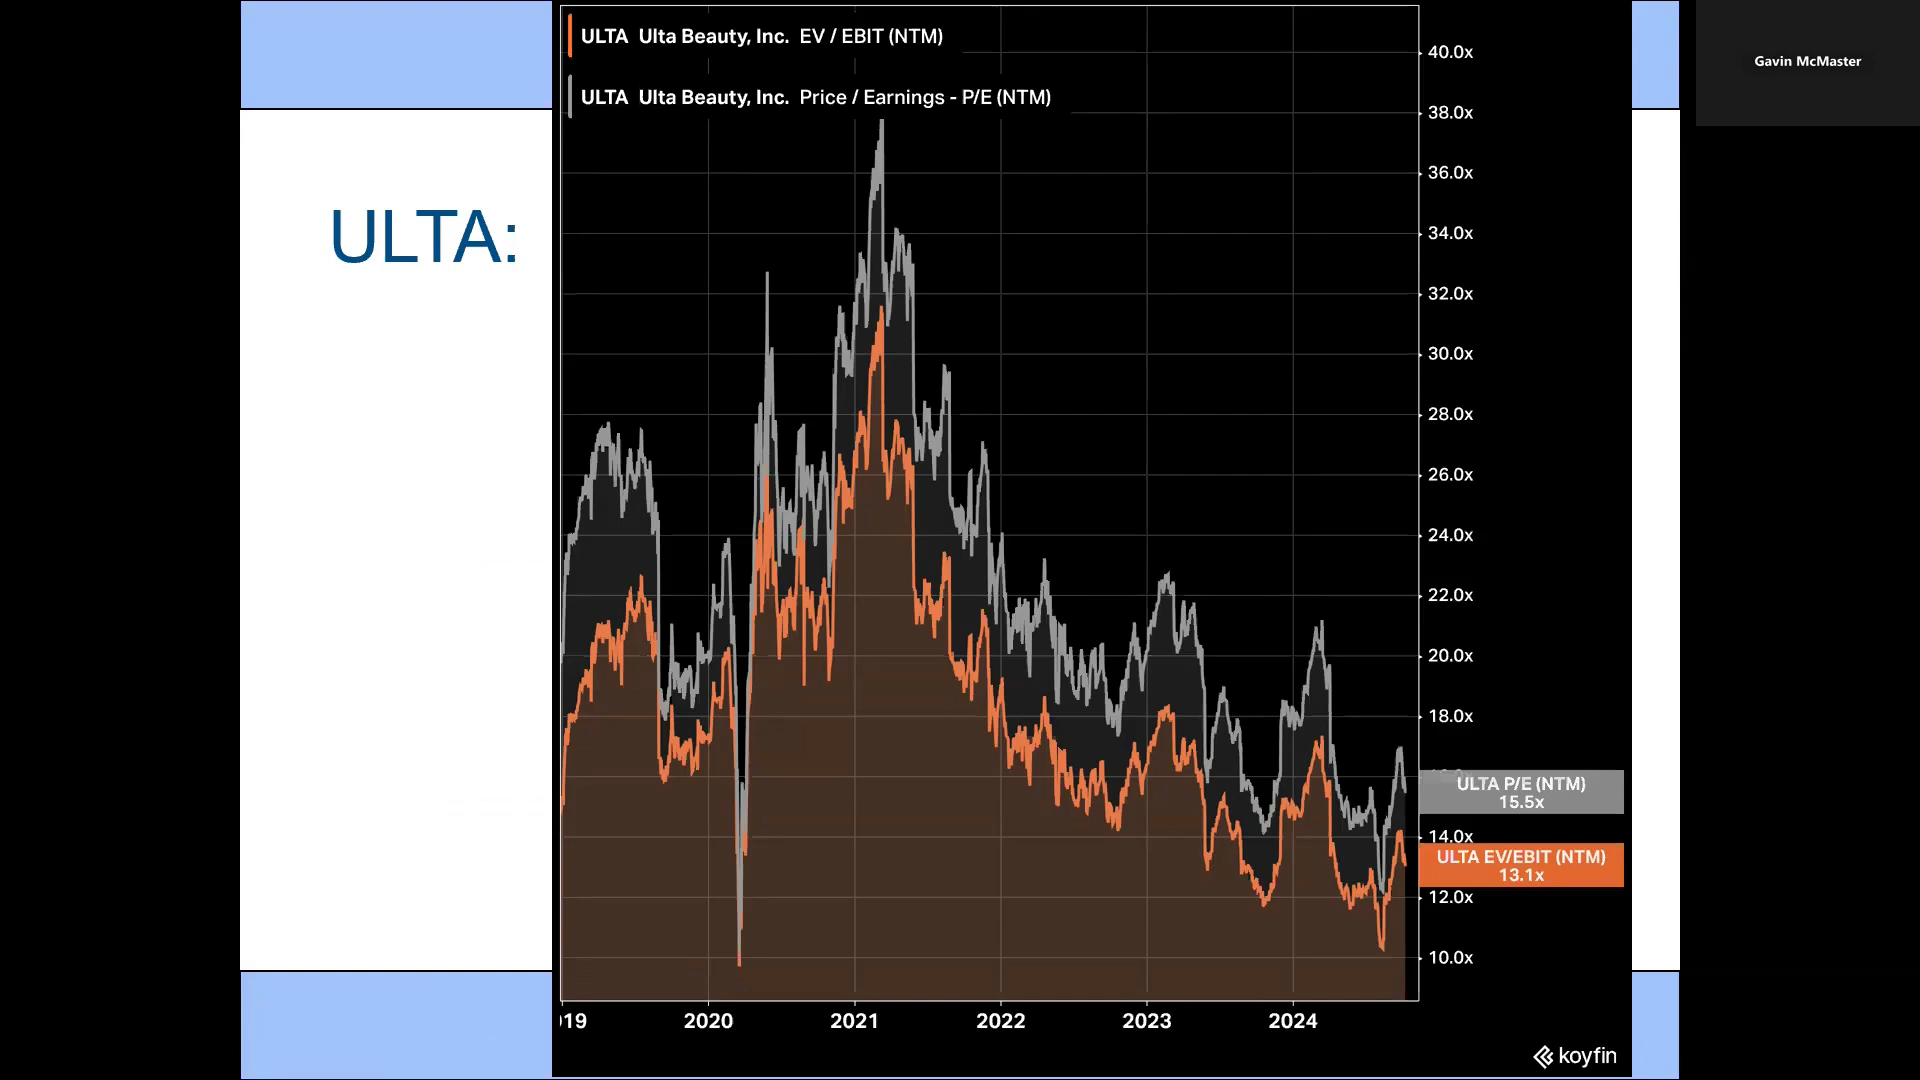 ULTA Ulta Beauty, Inc. EV / EBIT (NTM)
ULTA Ulta Beauty, Inc. Price / Earnings - P/E (NTM)
Gavin McMaster
ULTA:
40.0x
38.0x
36.0x
34.0x
32.0x
30.0x
28.0x
26.0x
24.0x
22.0x
20.0x
18.0x
ULTA P/E (NTM)
15.5x
14.0x
ULTA EV/EBIT (NTM)
13.1x
12.0x
10.0x
2020 2021 2022 2023 2024
koyfin